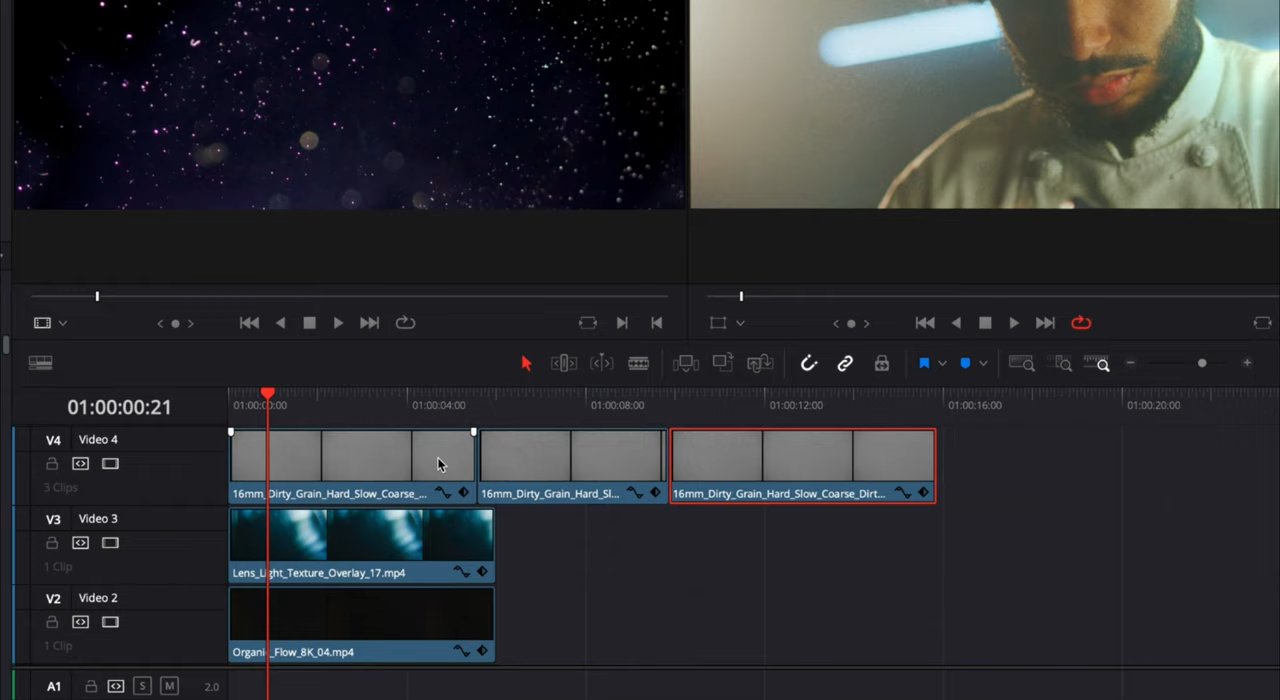 01:00:00:21
01:00:00:00
01:00:04:00
01:00:08:00
01:00:12:00
01:00:16:00
01:00:20:00
V4 Video 4
3 Clips
16mm_Dirty_Grain_Hard_Slow_Coarse_...
16mm_Dirty_Grain_Hard_Sl...
16mm_Dirty_Grain_Hard_Slow_Coarse_Dirt...
V3 Video 3
1 Clip
Lens_Light_Texture_Overlay_17.mp4
V2 Video 2
1 Clip
Organic_Flow_8K_04.mp4
A1 S M 2.0